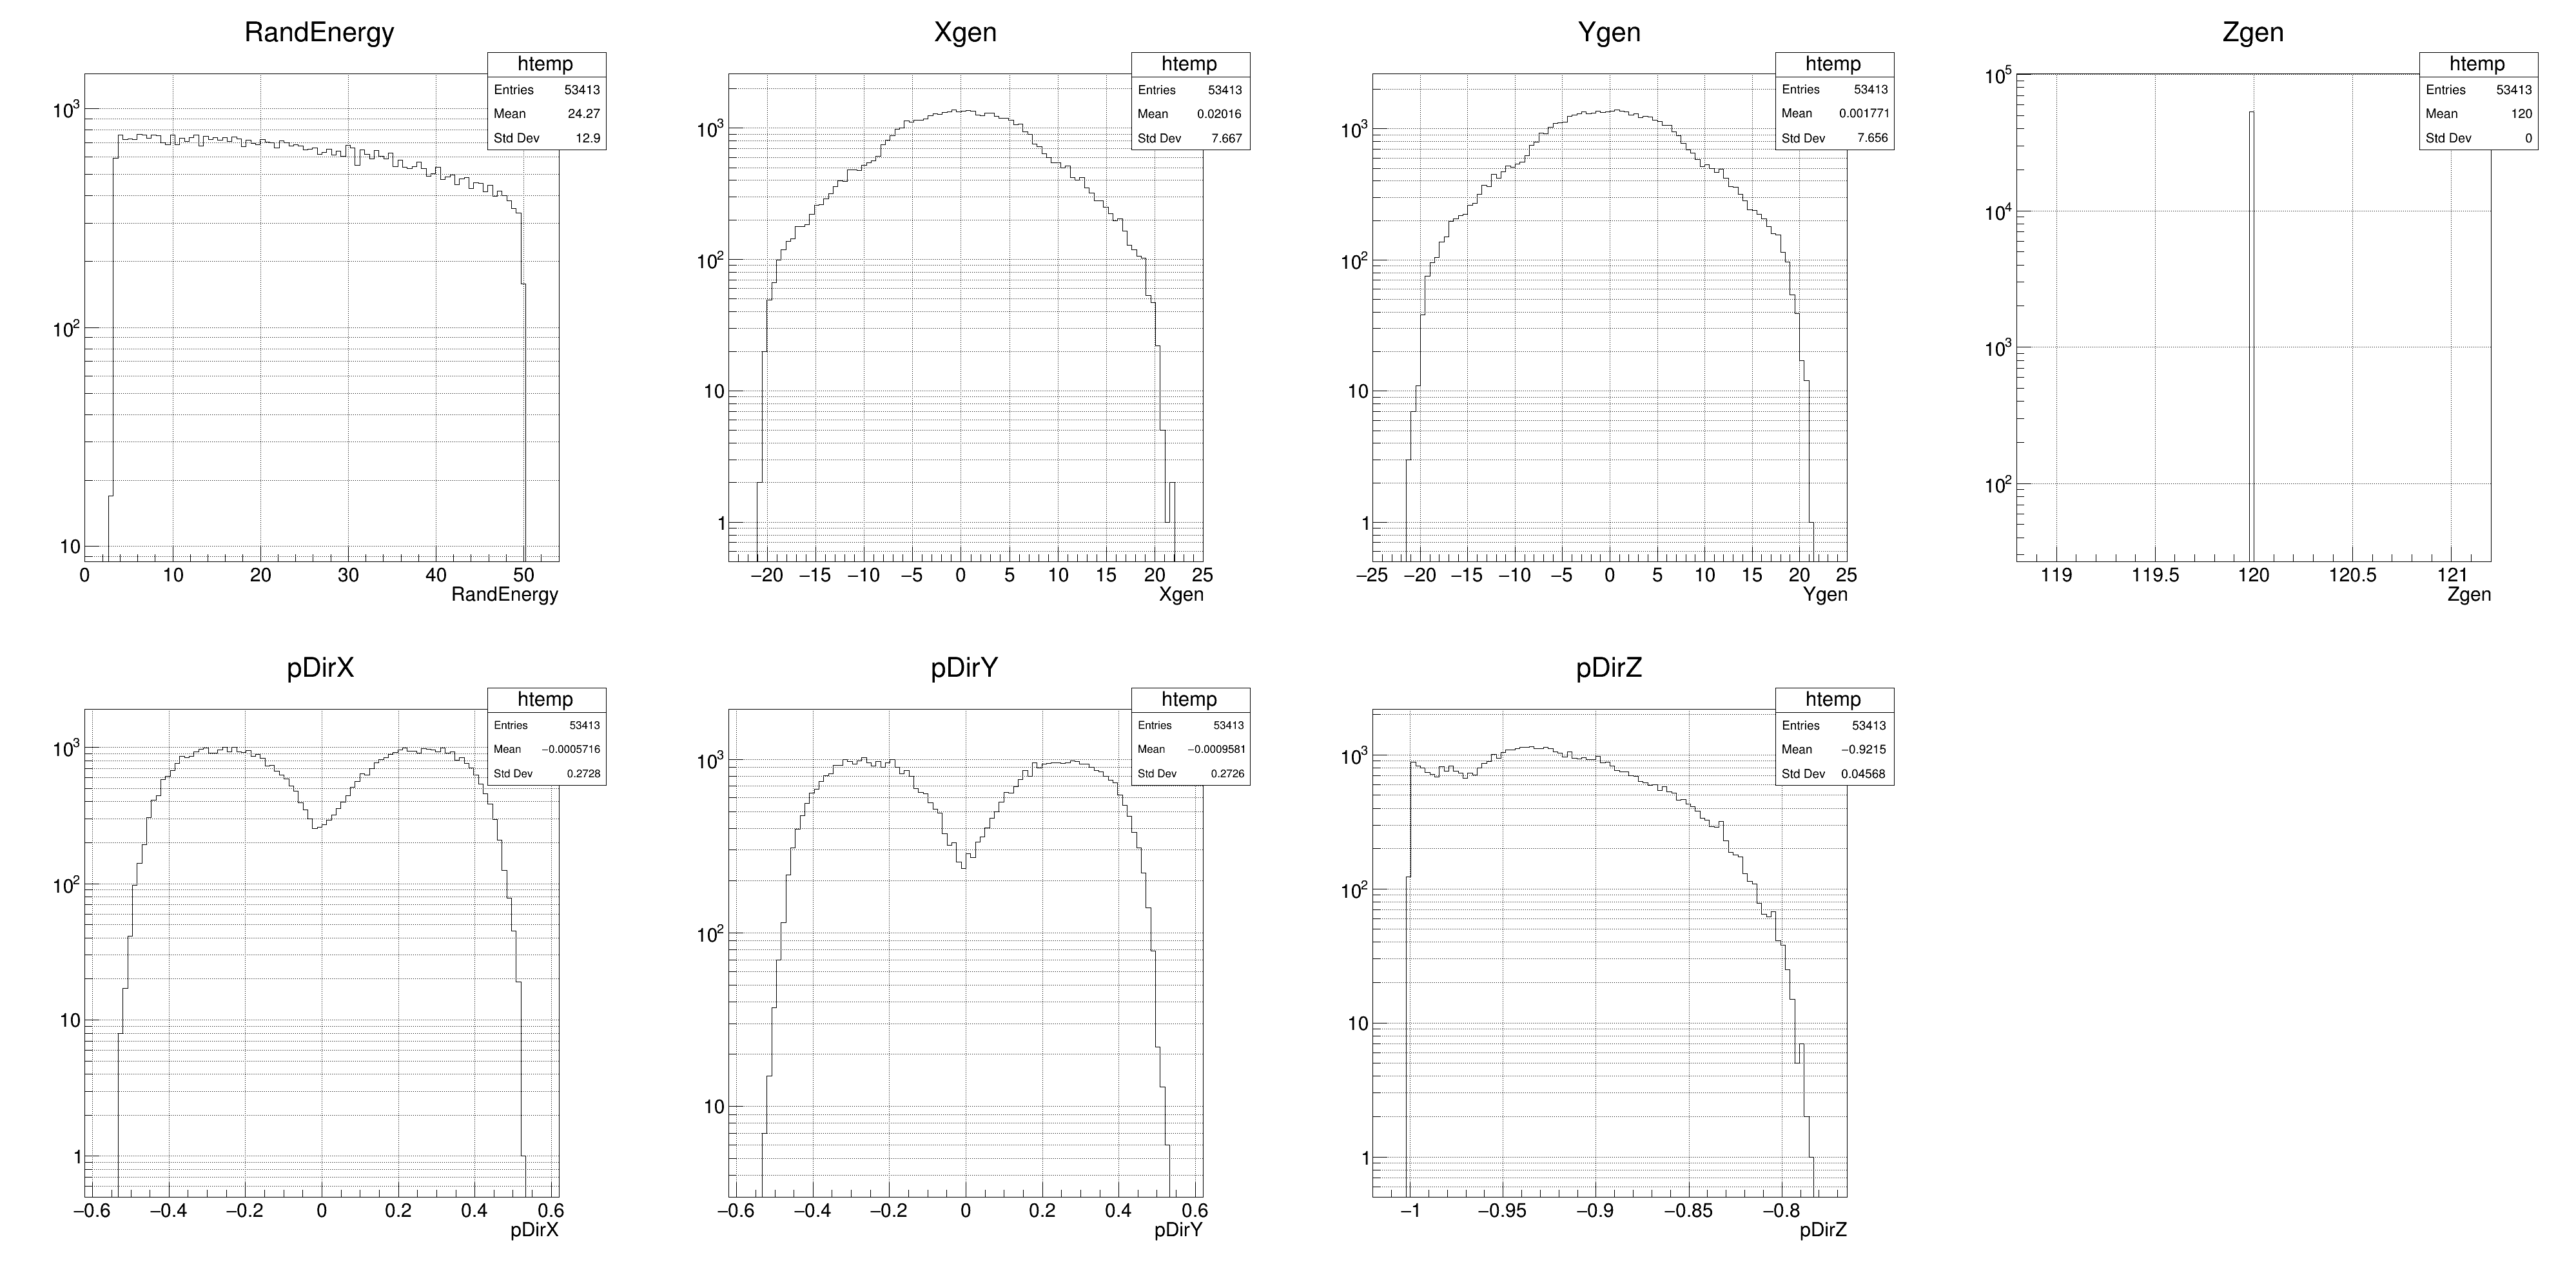 RandEnergy
htemp
Entries 53413
Mean 24.27
Std Dev 12.9
10³
10²
10
0 10 20 30 40 50
RandEnergy
Xgen
htemp
Entries 53413
Mean 0.02016
Std Dev 7.667
10³
10²
10
1
−20 −15 −10 −5 0 5 10 15 20 25
Xgen
Ygen
htemp
Entries 53413
Mean 0.001771
Std Dev 7.656
10³
10²
10
1
−25 −20 −15 −10 −5 0 5 10 15 20 25
Ygen
Zgen
htemp
Entries 53413
Mean 120
Std Dev 0
10⁵
10⁴
10³
10²
119 119.5 120 120.5 121
Zgen
pDirX
htemp
Entries 53413
Mean −0.0005716
Std Dev 0.2728
10³
10²
10
1
−0.6 −0.4 −0.2 0 0.2 0.4 0.6
pDirX
pDirY
htemp
Entries 53413
Mean −0.0009581
Std Dev 0.2726
10³
10²
10
−0.6 −0.4 −0.2 0 0.2 0.4 0.6
pDirY
pDirZ
htemp
Entries 53413
Mean −0.9215
Std Dev 0.04568
10³
10²
10
1
−1 −0.95 −0.9 −0.85 −0.8
pDirZ